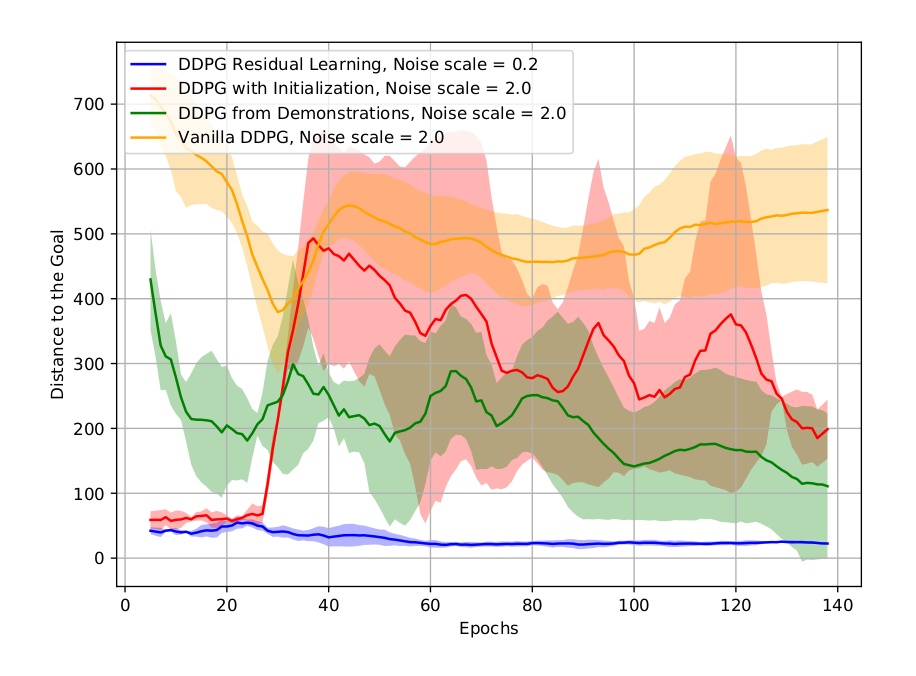 DDPG Residual Learning, Noise scale = 0.2
DDPG with Initialization, Noise scale = 2.0
DDPG from Demonstrations, Noise scale = 2.0
Vanilla DDPG, Noise scale = 2.0
Distance to the Goal
700
600
500
400
300
200
100
0
0 20 40 60 80 100 120 140
Epochs